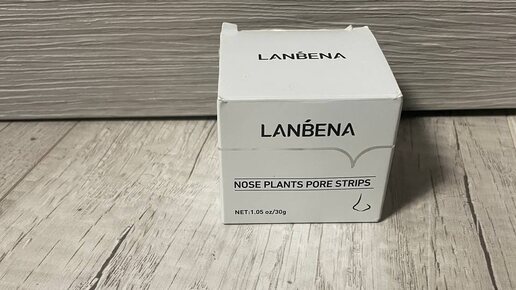 LANBENA
LANBENA
NOSE PLANTS PORE STRIPS
NET:1.05 oz/30g